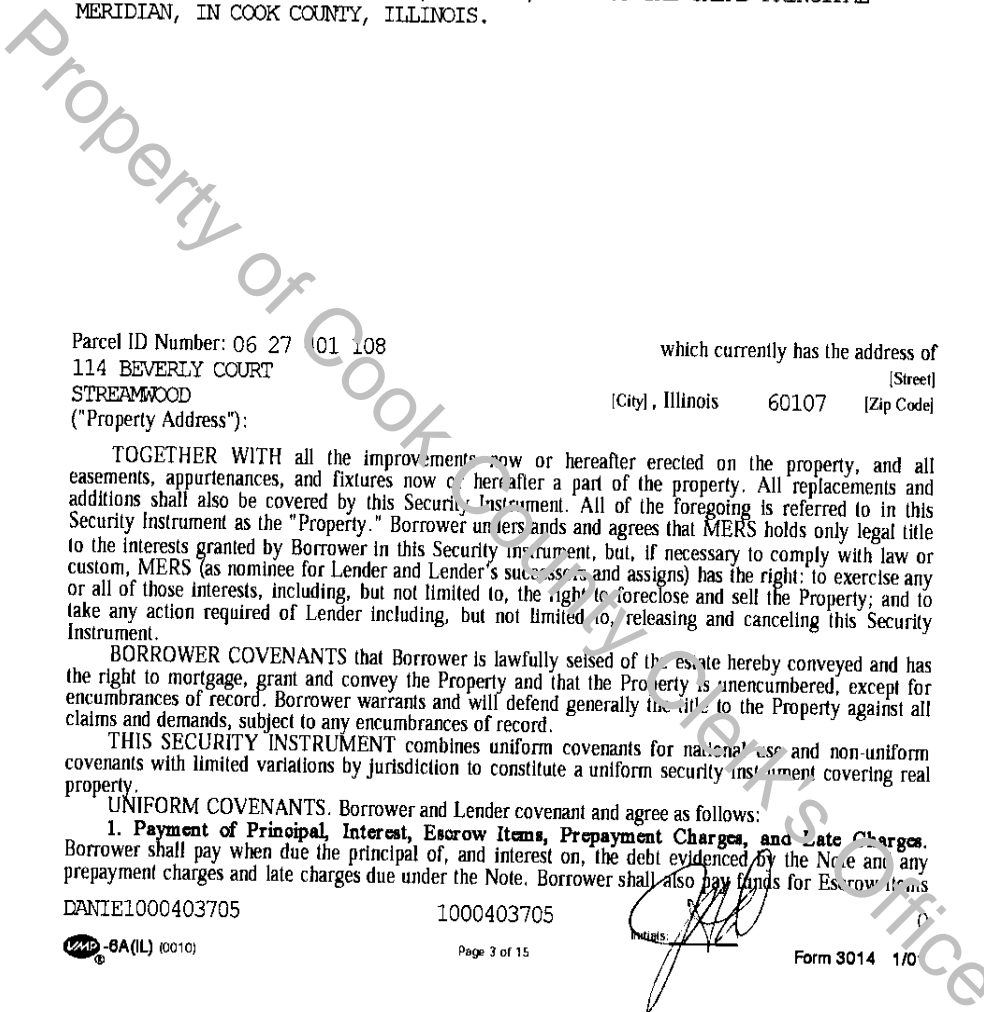 MERIDIAN, IN COOK COUNTY, ILLINOIS.
Property of Cook County Clerk's Office
Parcel ID Number: 06 27 101 108
which currently has the address of
114 BEVERLY COURT
[Street]
STREAMWOOD
[City], Illinois 60107 [Zip Code]
("Property Address"):
TOGETHER WITH all the improvements now or hereafter erected on the property, and all
easements, appurtenances, and fixtures now or hereafter a part of the property. All replacements and
additions shall also be covered by this Security Instrument. All of the foregoing is referred to in this
Security Instrument as the "Property." Borrower understands and agrees that MERS holds only legal title
to the interests granted by Borrower in this Security Instrument, but, if necessary to comply with law or
custom, MERS (as nominee for Lender and Lender's successors and assigns) has the right: to exercise any
or all of those interests, including, but not limited to, the right to foreclose and sell the Property; and to
take any action required of Lender including, but not limited to, releasing and canceling this Security
Instrument.
BORROWER COVENANTS that Borrower is lawfully seised of the estate hereby conveyed and has
the right to mortgage, grant and convey the Property and that the Property is unencumbered, except for
encumbrances of record. Borrower warrants and will defend generally the title to the Property against all
claims and demands, subject to any encumbrances of record.
THIS SECURITY INSTRUMENT combines uniform covenants for national use and non-uniform
covenants with limited variations by jurisdiction to constitute a uniform security instrument covering real
property.
UNIFORM COVENANTS. Borrower and Lender covenant and agree as follows:
1. Payment of Principal, Interest, Escrow Items, Prepayment Charges, and Late Charges.
Borrower shall pay when due the principal of, and interest on, the debt evidenced by the Note and any
prepayment charges and late charges due under the Note. Borrower shall also pay funds for Escrow Items
DANIE1000403705 1000403705
Initials:
VMP®-6A(IL) (0010) Page 3 of 15 Form 3014 1/01